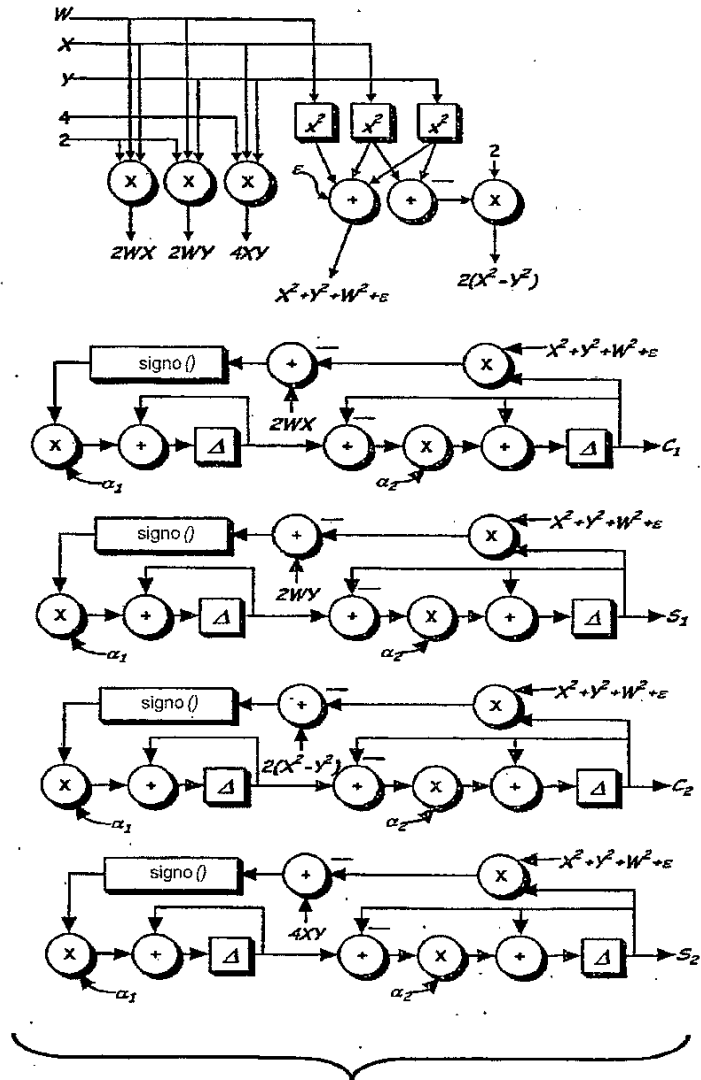 W
X
Y
4
2
x² x² x²
ε
2
X X X + + — X
2WX 2WY 4XY
X²+Y²+W²+ε
2(X²-Y²)
signo () + — X X²+Y²+W²+ε
2WX
X + Δ + — X + Δ C₁
α₁ α₂
signo () + — X X²+Y²+W²+ε
2WY
X + Δ + — X + Δ S₁
α₁ α₂
signo () + — X X²+Y²+W²+ε
2(X²-Y²)
X + Δ + — X + Δ C₂
α₁ α₂
signo () + — X X²+Y²+W²+ε
4XY
X + Δ + — X + Δ S₂
α₁ α₂